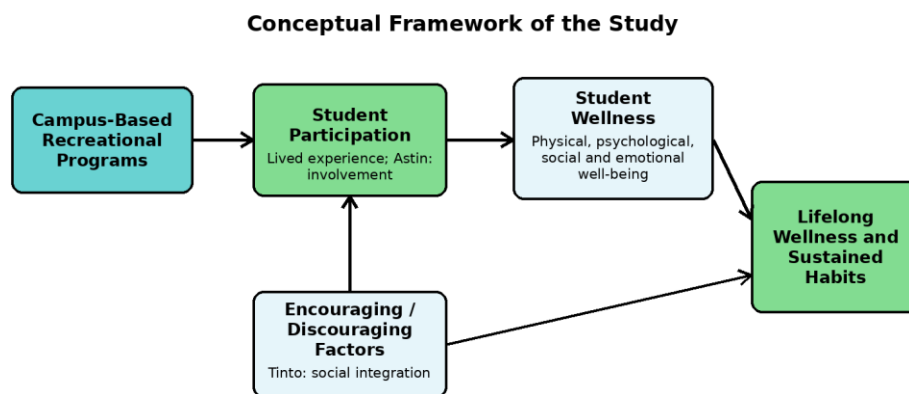 Conceptual Framework of the Study
Campus-Based
Recreational
Programs
Student
Participation
Lived experience; Astin:
involvement
Student
Wellness
Physical, psychological,
social and emotional
well-being
Lifelong
Wellness and
Sustained
Habits
Encouraging /
Discouraging
Factors
Tinto: social integration